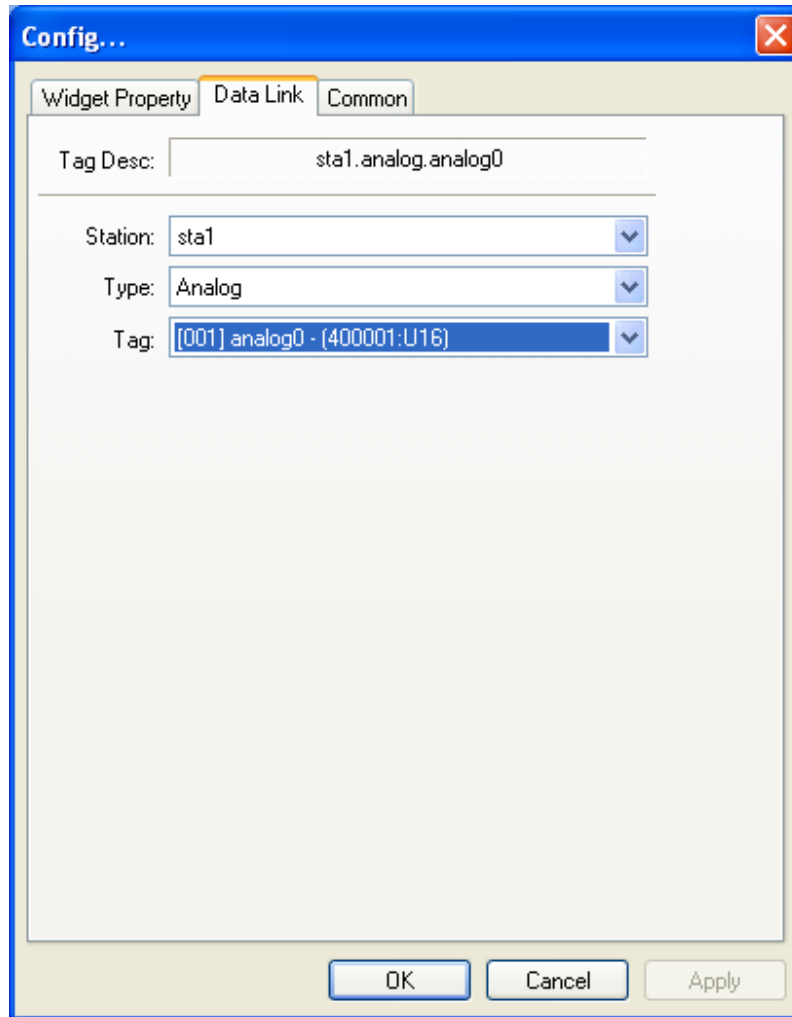 Config...
Widget Property Data Link Common
Tag Desc: sta1.analog.analog0
Station: sta1
Type: Analog
Tag: [001] analog0 - (400001:U16)
OK Cancel Apply